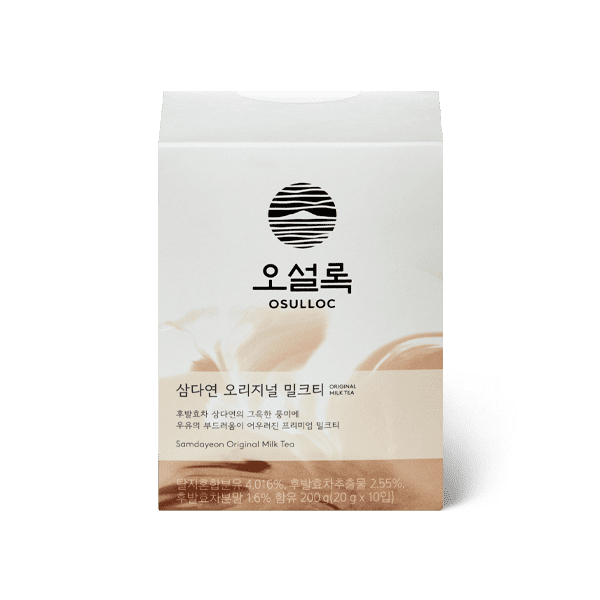 오설록
OSULLOC
삼다연 오리지널 밀크티 ORIGINAL MILK TEA
후발효차 삼다연의 그윽한 풍미에
우유의 부드러움이 어우러진 프리미엄 밀크티
Samdayeon Original Milk Tea
탈지혼합분유 4.016%, 후발효차추출물 2.55%,
후발효차분말 1.6% 함유 200 g(20 g × 10입)